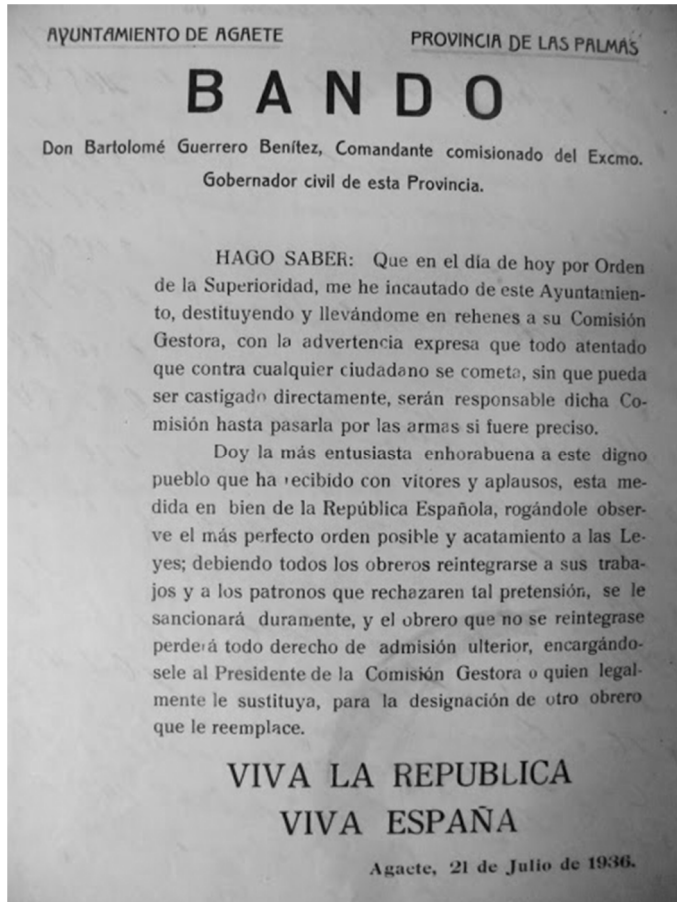 AYUNTAMIENTO DE AGAETE
PROVINCIA DE LAS PALMAS
BANDO
Don Bartolomé Guerrero Benítez, Comandante comisionado del Excmo.
Gobernador civil de esta Provincia.
HAGO SABER: Que en el día de hoy por Orden
de la Superioridad, me he incautado de este Ayuntamien-
to, destituyendo y llevándome en rehenes a su Comisión
Gestora, con la advertencia expresa que todo atentado
que contra cualquier ciudadano se cometa, sin que pueda
ser castigado directamente, serán responsable dicha Co-
misión hasta pasarla por las armas si fuere preciso.
Doy la más entusiasta enhorabuena a este digno
pueblo que ha recibido con vitores y aplausos, esta me-
dida en bien de la República Española, rogándole obser-
ve el más perfecto orden posible y acatamiento a las Le-
yes; debiendo todos los obreros reintegrarse a sus traba-
jos y a los patronos que rechazaren tal pretensión, se le
sancionará duramente, y el obrero que no se reintegrase
perderá todo derecho de admisión ulterior, encargándo-
sele al Presidente de la Comisión Gestora o quien legal-
mente le sustituya, para la designación de otro obrero
que le reemplace.
VIVA LA REPUBLICA
VIVA ESPAÑA
Agaete, 21 de Julio de 1936.